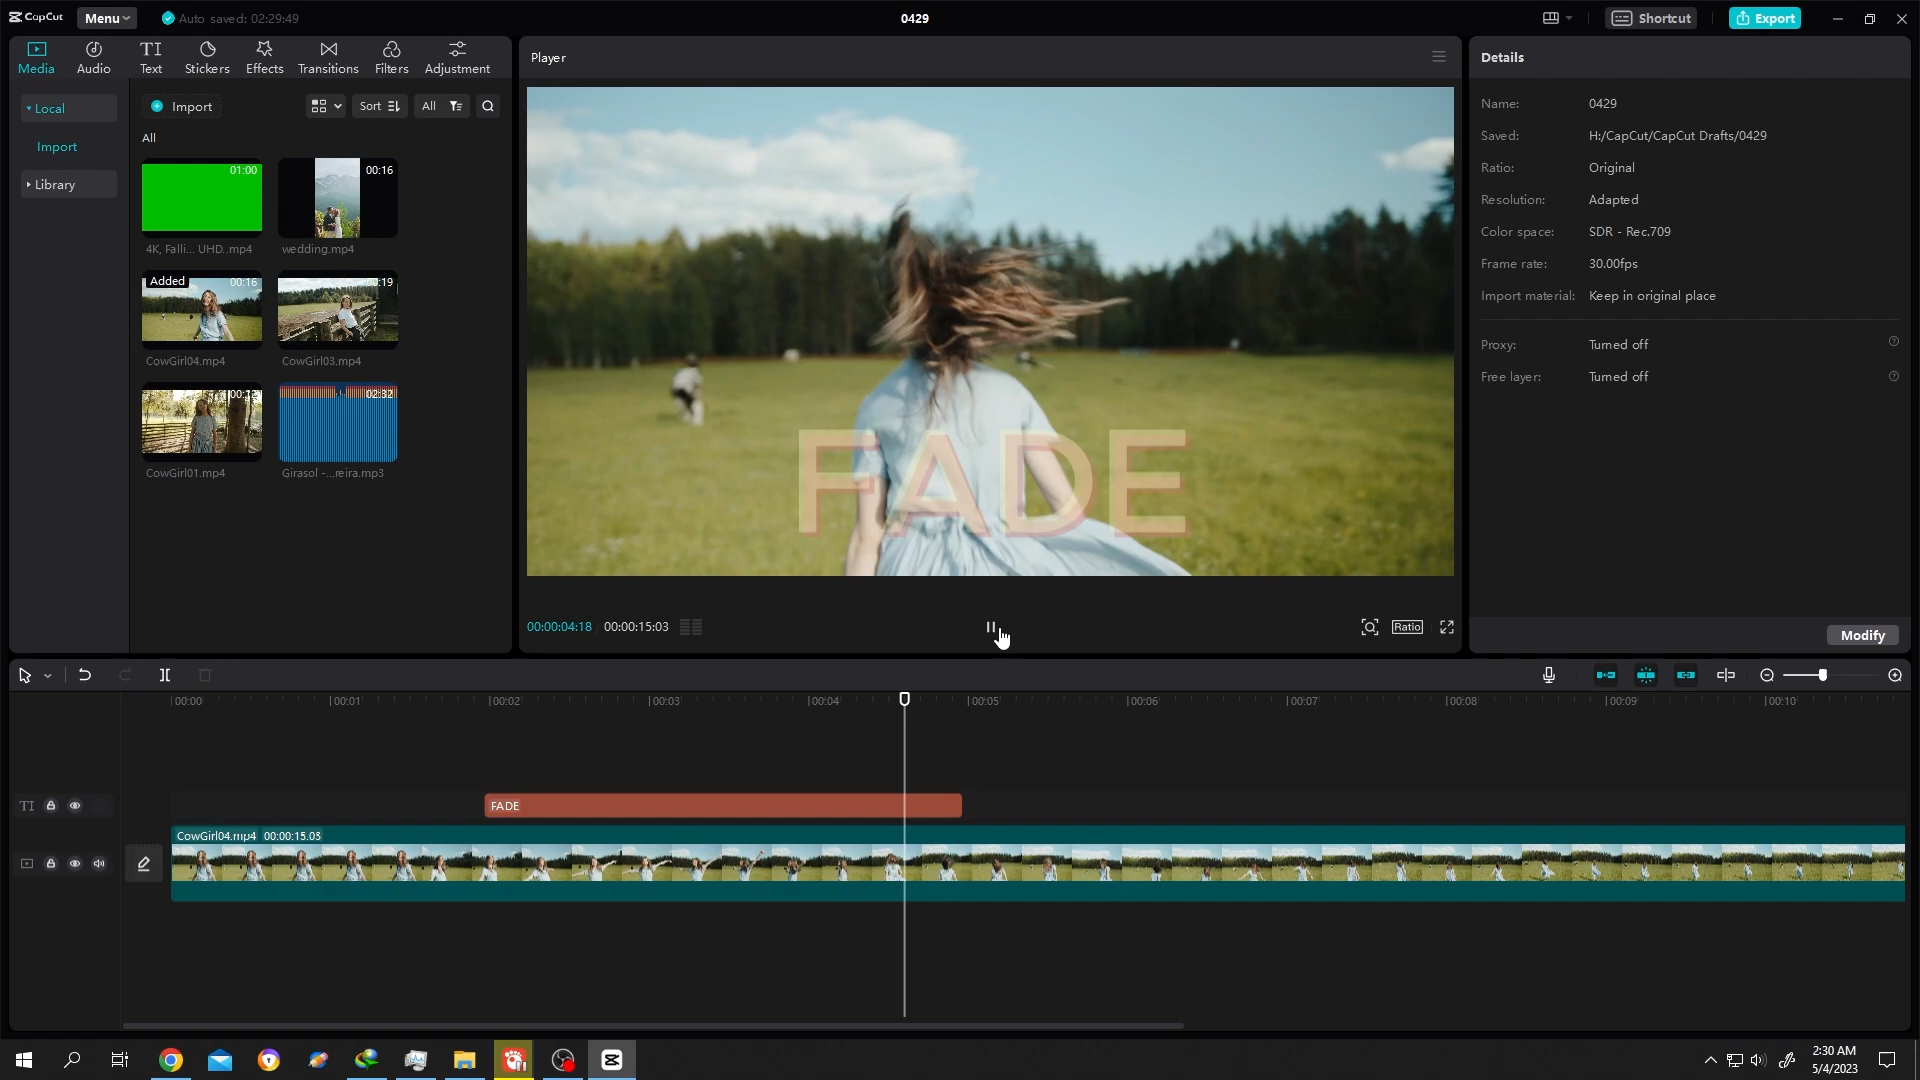 CapCut
Menu
Auto saved: 02:29:49
0429
Shortcut
Export
Media
Audio
TI
Text
Stickers
Effects
Transitions
Filters
Adjustment
Local
Import
Library
Import
Sort
All
All
01:00
4K, Falli... UHD..mp4
00:16
wedding.mp4
Added
00:16
CowGirl04.mp4
00:19
CowGirl03.mp4
CowGirl01.mp4
02:32
Girasol -...reira.mp3
Player
FADE
00:00:04:18
00:00:15:03
Ratio
Details
Name: 0429
Saved: H:/CapCut/CapCut Drafts/0429
Ratio: Original
Resolution: Adapted
Color space: SDR - Rec.709
Frame rate: 30.00fps
Import material: Keep in original place
Proxy: Turned off
Free layer: Turned off
Modify
00:00
00:01
00:02
00:03
00:04
00:05
00:06
00:07
00:08
00:09
00:10
TI
FADE
CowGirl04.mp4 00:00:15:03
2:30 AM
5/4/2023